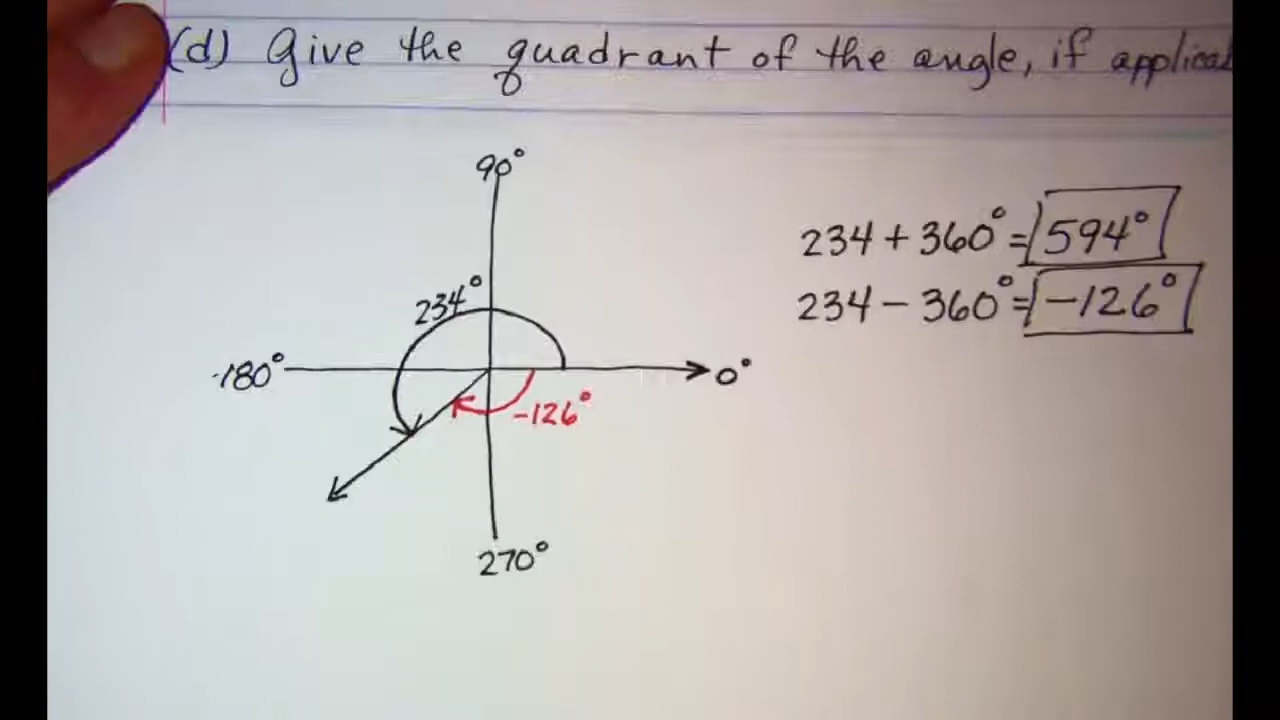 (d) Give the quadrant of the angle, if
90°
234 + 360° = 594°
234 - 360° = -126°
234°
-180°
0°
-126°
270°